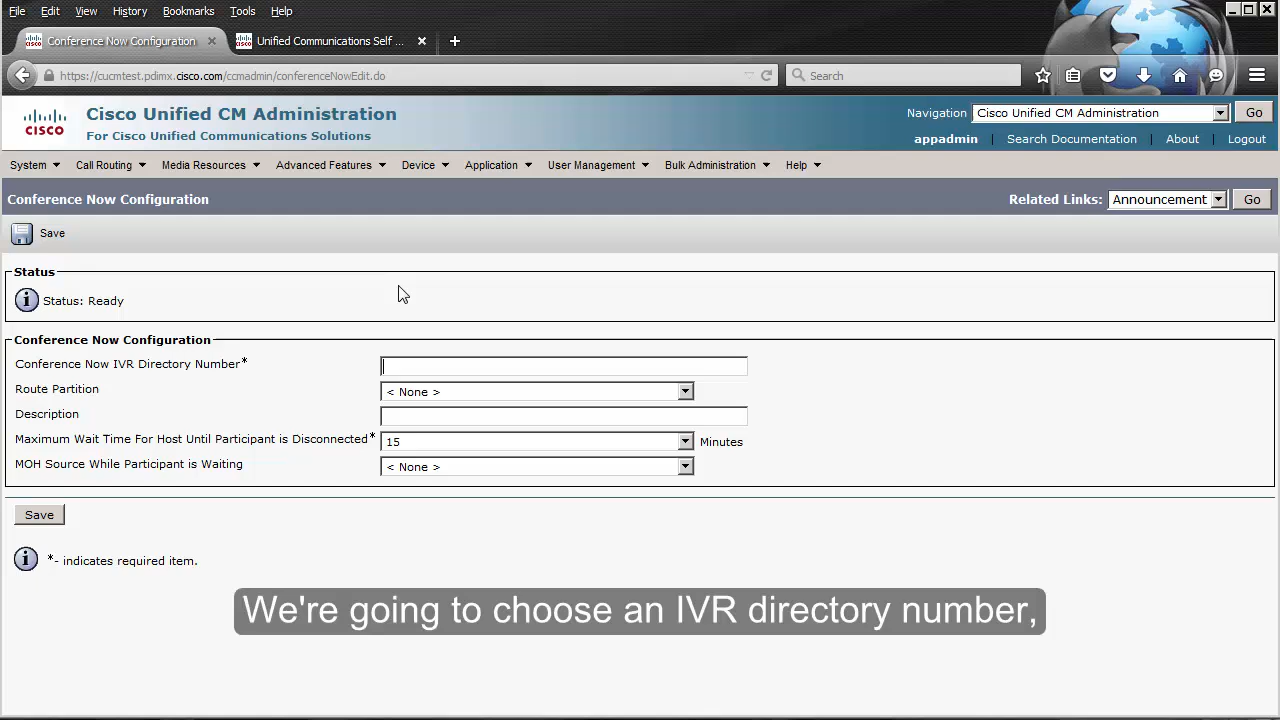 File Edit View History Bookmarks Tools Help
Conference Now Configuration Unified Communications Self ...
https://cucmtest.pdimx.cisco.com/ccmadmin/conferenceNowEdit.do Search
CISCO
Cisco Unified CM Administration
For Cisco Unified Communications Solutions
Navigation Cisco Unified CM Administration Go
appadmin | Search Documentation | About | Logout
System Call Routing Media Resources Advanced Features Device Application User Management Bulk Administration Help
Conference Now Configuration
Related Links: Announcement Go
Save
Status
Status: Ready
Conference Now Configuration
Conference Now IVR Directory Number*
Route Partition < None >
Description
Maximum Wait Time For Host Until Participant is Disconnected* 15 Minutes
MOH Source While Participant is Waiting < None >
Save
*- indicates required item.
We're going to choose an IVR directory number,